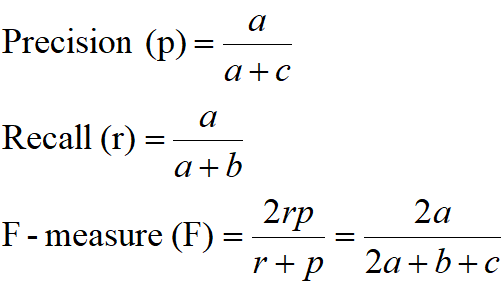 Precision (p) = a / (a + c)
Recall (r) = a / (a + b)
F - measure (F) = 2rp / (r + p) = 2a / (2a + b + c)